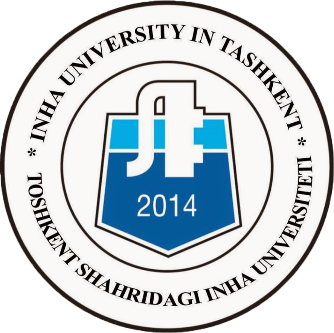 * INHA UNIVERSITY IN TASHKENT *
TOSHKENT SHAHRIDAGI INHA UNIVERSITETI
2014